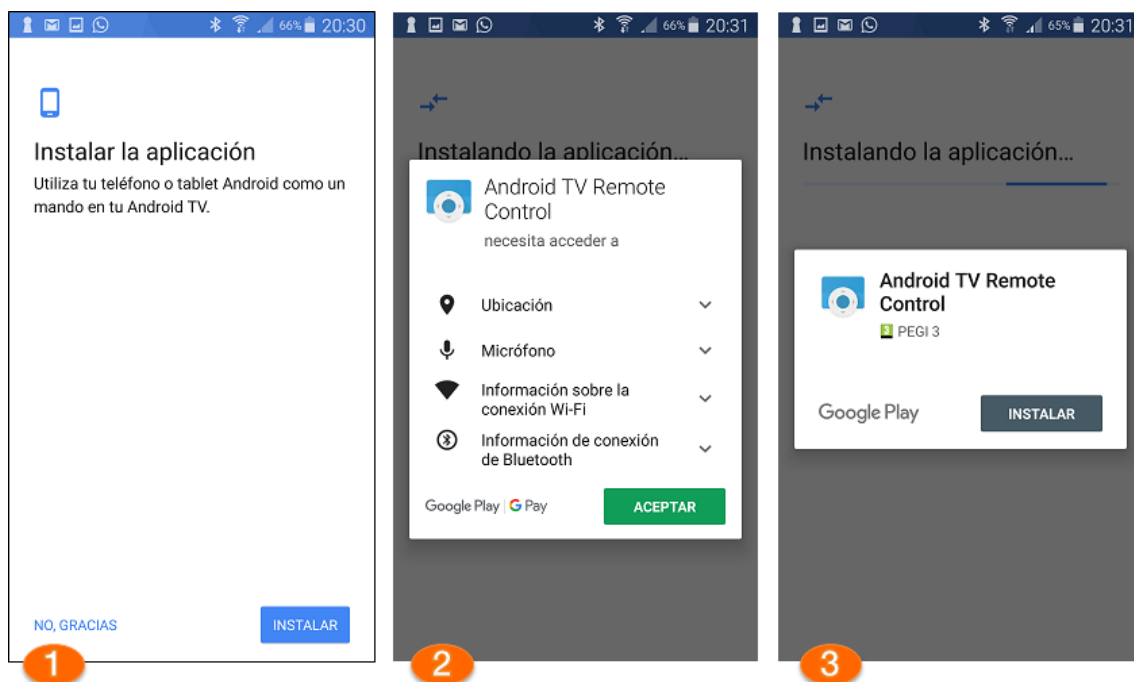 66% 20:30
Instalar la aplicación
Utiliza tu teléfono o tablet Android como un
mando en tu Android TV.
NO, GRACIAS
INSTALAR
1
66% 20:31
Instalando la aplicación...
Android TV Remote
Control
necesita acceder a
Ubicación
Micrófono
Información sobre la
conexión Wi-Fi
Información de conexión
de Bluetooth
Google Play | G Pay
ACEPTAR
2
65% 20:31
Instalando la aplicación...
Android TV Remote
Control
3 PEGI 3
Google Play
INSTALAR
3